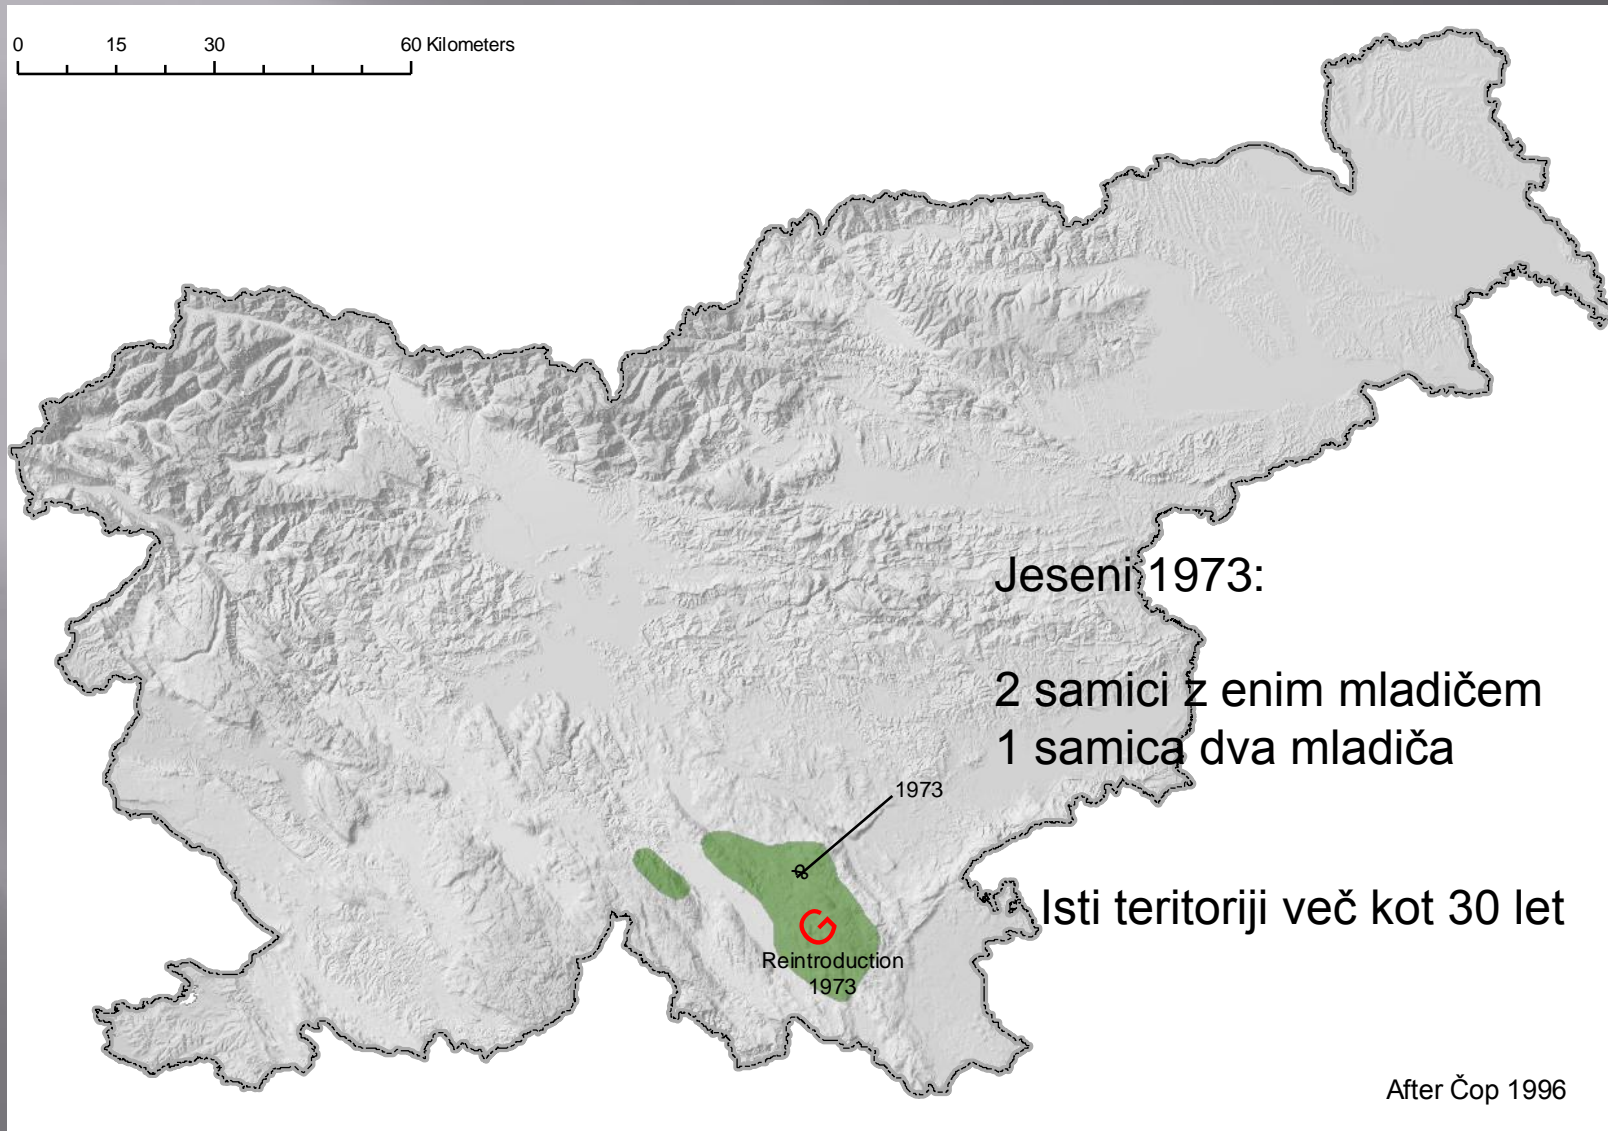 0 15 30 60 Kilometers
Jeseni 1973:
2 samici z enim mladičem
1 samica dva mladiča
1973
Isti teritoriji več kot 30 let
Reintroduction
1973
After Čop 1996